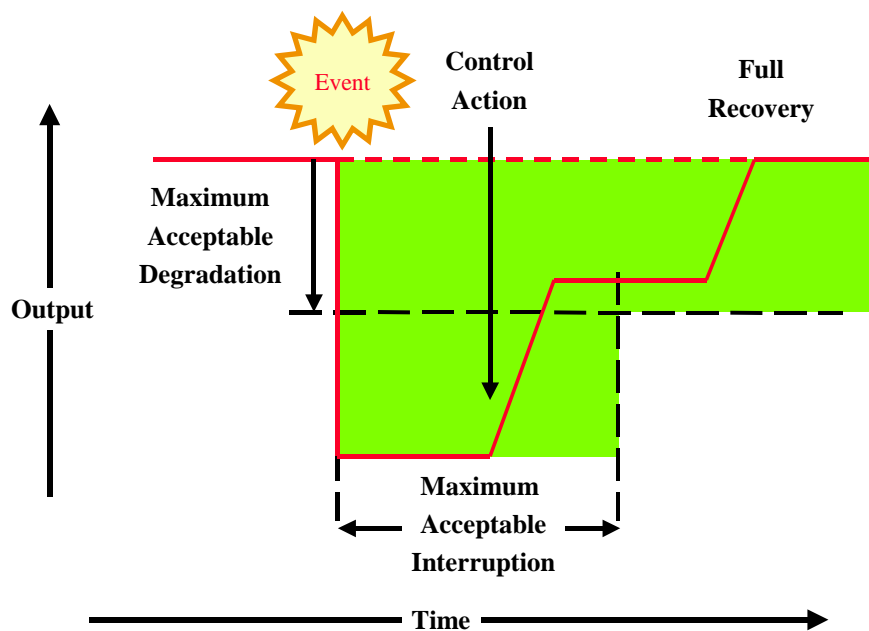 Event
Control
Action
Full
Recovery
Maximum
Acceptable
Degradation
Output
Maximum
Acceptable
Interruption
Time